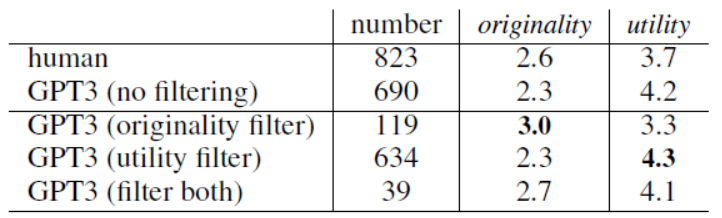 number originality utility
human 823 2.6 3.7
GPT3 (no filtering) 690 2.3 4.2
GPT3 (originality filter) 119 3.0 3.3
GPT3 (utility filter) 634 2.3 4.3
GPT3 (filter both) 39 2.7 4.1